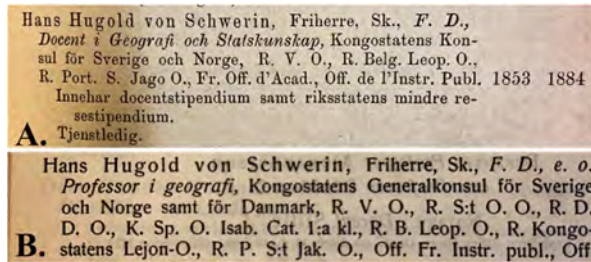 Hans Hugold von Schwerin, Friherre, Sk., F. D.,
Docent i Geografi och Statskunskap, Kongostatens Kon-
sul för Sverige och Norge, R. V. O., R. Belg. Leop. O.,
R. Port. S. Jago O., Fr. Off. d'Acad., Off. de l'Instr. Publ. 1853 1884
Innehar docentstipendium samt riksstatens mindre re-
sestipendium.
A. Tjenstledig.
Hans Hugold von Schwerin, Friherre, Sk., F. D., e. o.
Professor i geografi, Kongostatens Generalkonsul för Sverige
och Norge samt för Danmark, R. V. O., R. S:t O. O., R. D.
D. O., K. Sp. O. Isab. Cat. 1:a kl., R. B. Leop. O., R. Kongo-
B. statens Lejon-O., R. P. S:t Jak. O., Off. Fr. Instr. publ., Off